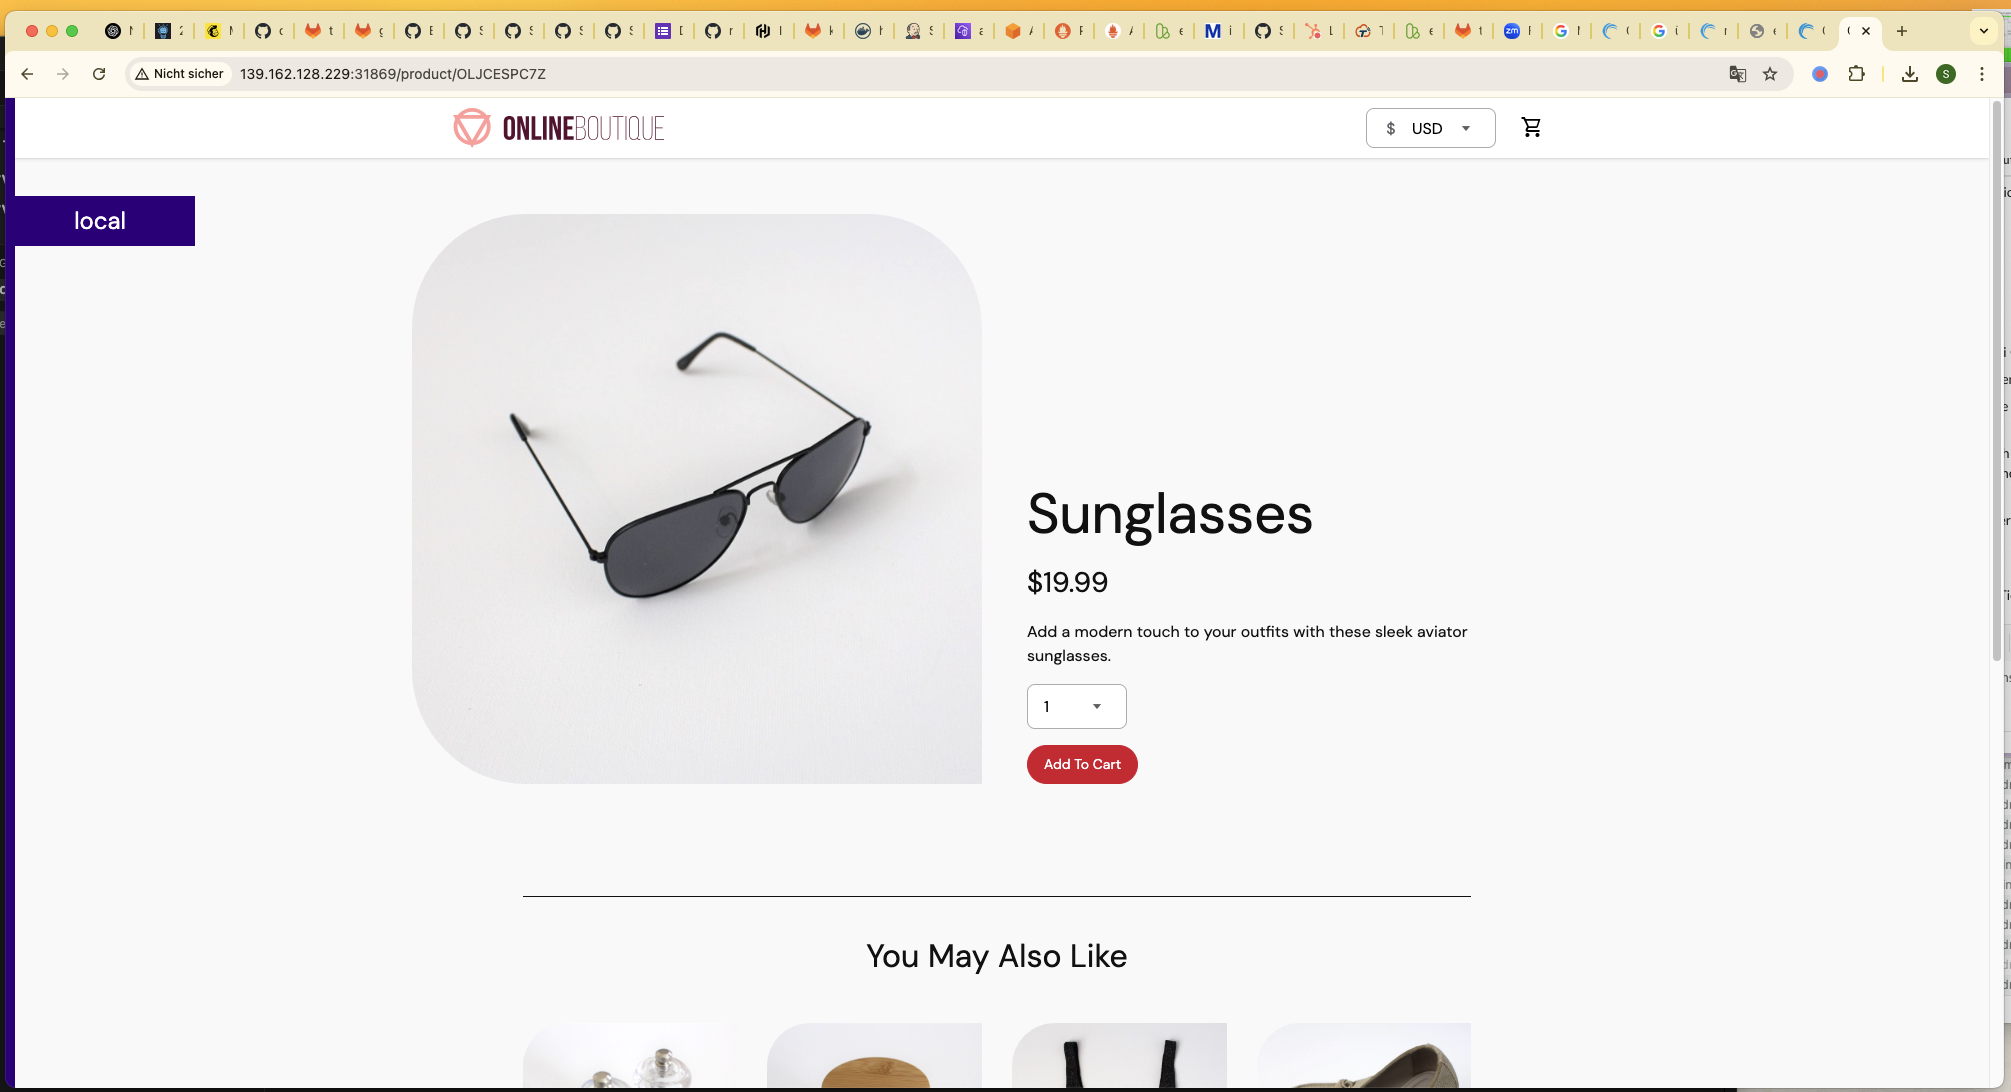 Nicht sicher
139.162.128.229:31869/product/OLJCESPC7Z
S
ONLINEBOUTIQUE
$ USD
local
Sunglasses
$19.99
Add a modern touch to your outfits with these sleek aviator
sunglasses.
1
Add To Cart
You May Also Like